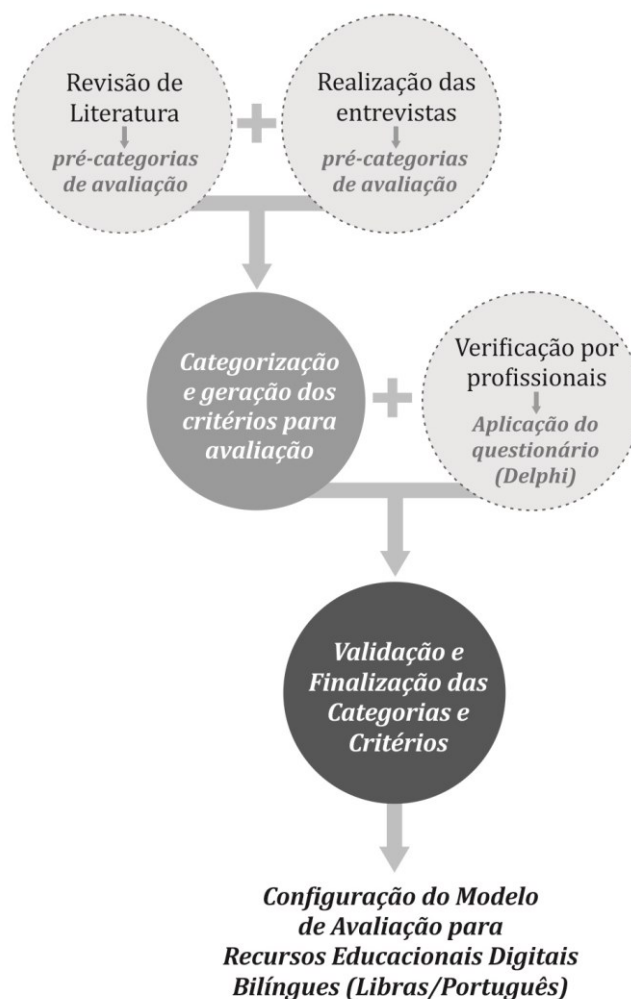 Revisão de
Literatura
pré-categorias
de avaliação
+
Realização das
entrevistas
pré-categorias
de avaliação
Categorização
e geração dos
critérios para
avaliação
+
Verificação por
profissionais
Aplicação do
questionário
(Delphi)
Validação e
Finalização das
Categorias e
Critérios
Configuração do Modelo
de Avaliação para
Recursos Educacionais Digitais
Bilíngues (Libras/Português)